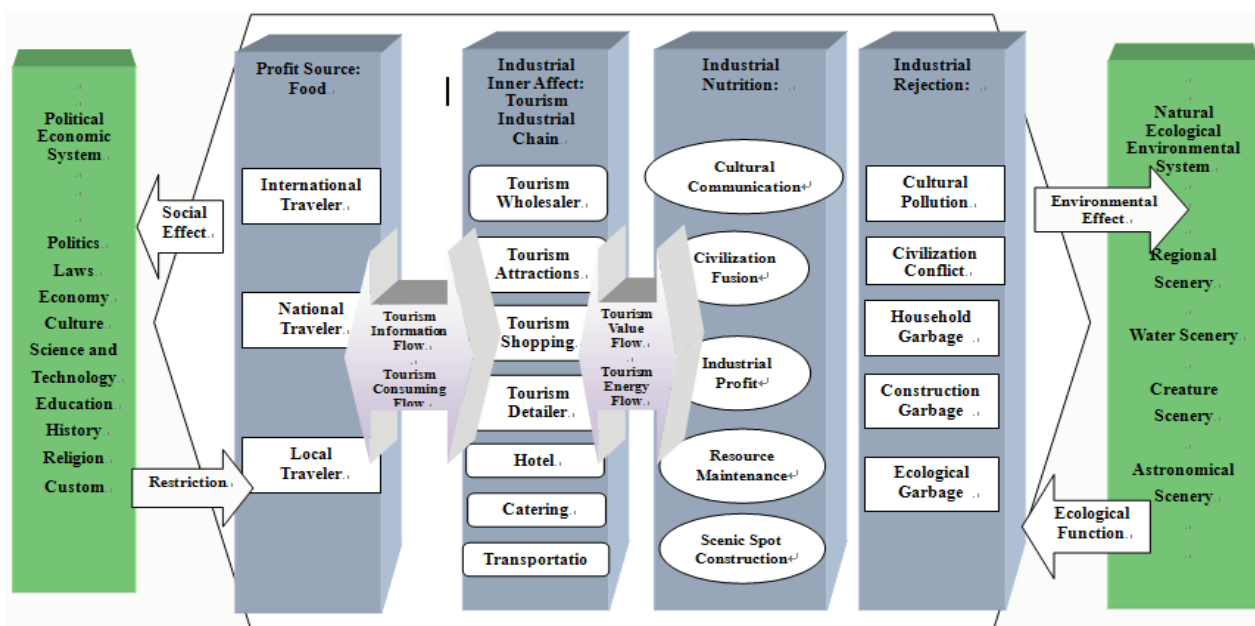 Political
Economic
System
Politics
Laws
Economy
Culture
Science and
Technology
Education
History
Religion
Custom
Social
Effect
Restriction
Profit Source:
Food
International
Traveler
National
Traveler
Local
Traveler
Tourism
Information
Flow
Tourism
Consuming
Flow
Industrial
Inner Affect:
Tourism
Industrial
Chain
Tourism
Wholesaler
Tourism
Attractions
Tourism
Shopping
Tourism
Detailer
Hotel
Catering
Transportatio
Tourism
Value Flow
Tourism
Energy
Flow
Industrial
Nutrition:
Cultural
Communication
Civilization
Fusion
Industrial
Profit
Resource
Maintenance
Scenic Spot
Construction
Industrial
Rejection:
Cultural
Pollution
Civilization
Conflict
Household
Garbage
Construction
Garbage
Ecological
Garbage
Environmental
Effect
Ecological
Function
Natural
Ecological
Environmental
System
Regional
Scenery
Water Scenery
Creature
Scenery
Astronomical
Scenery